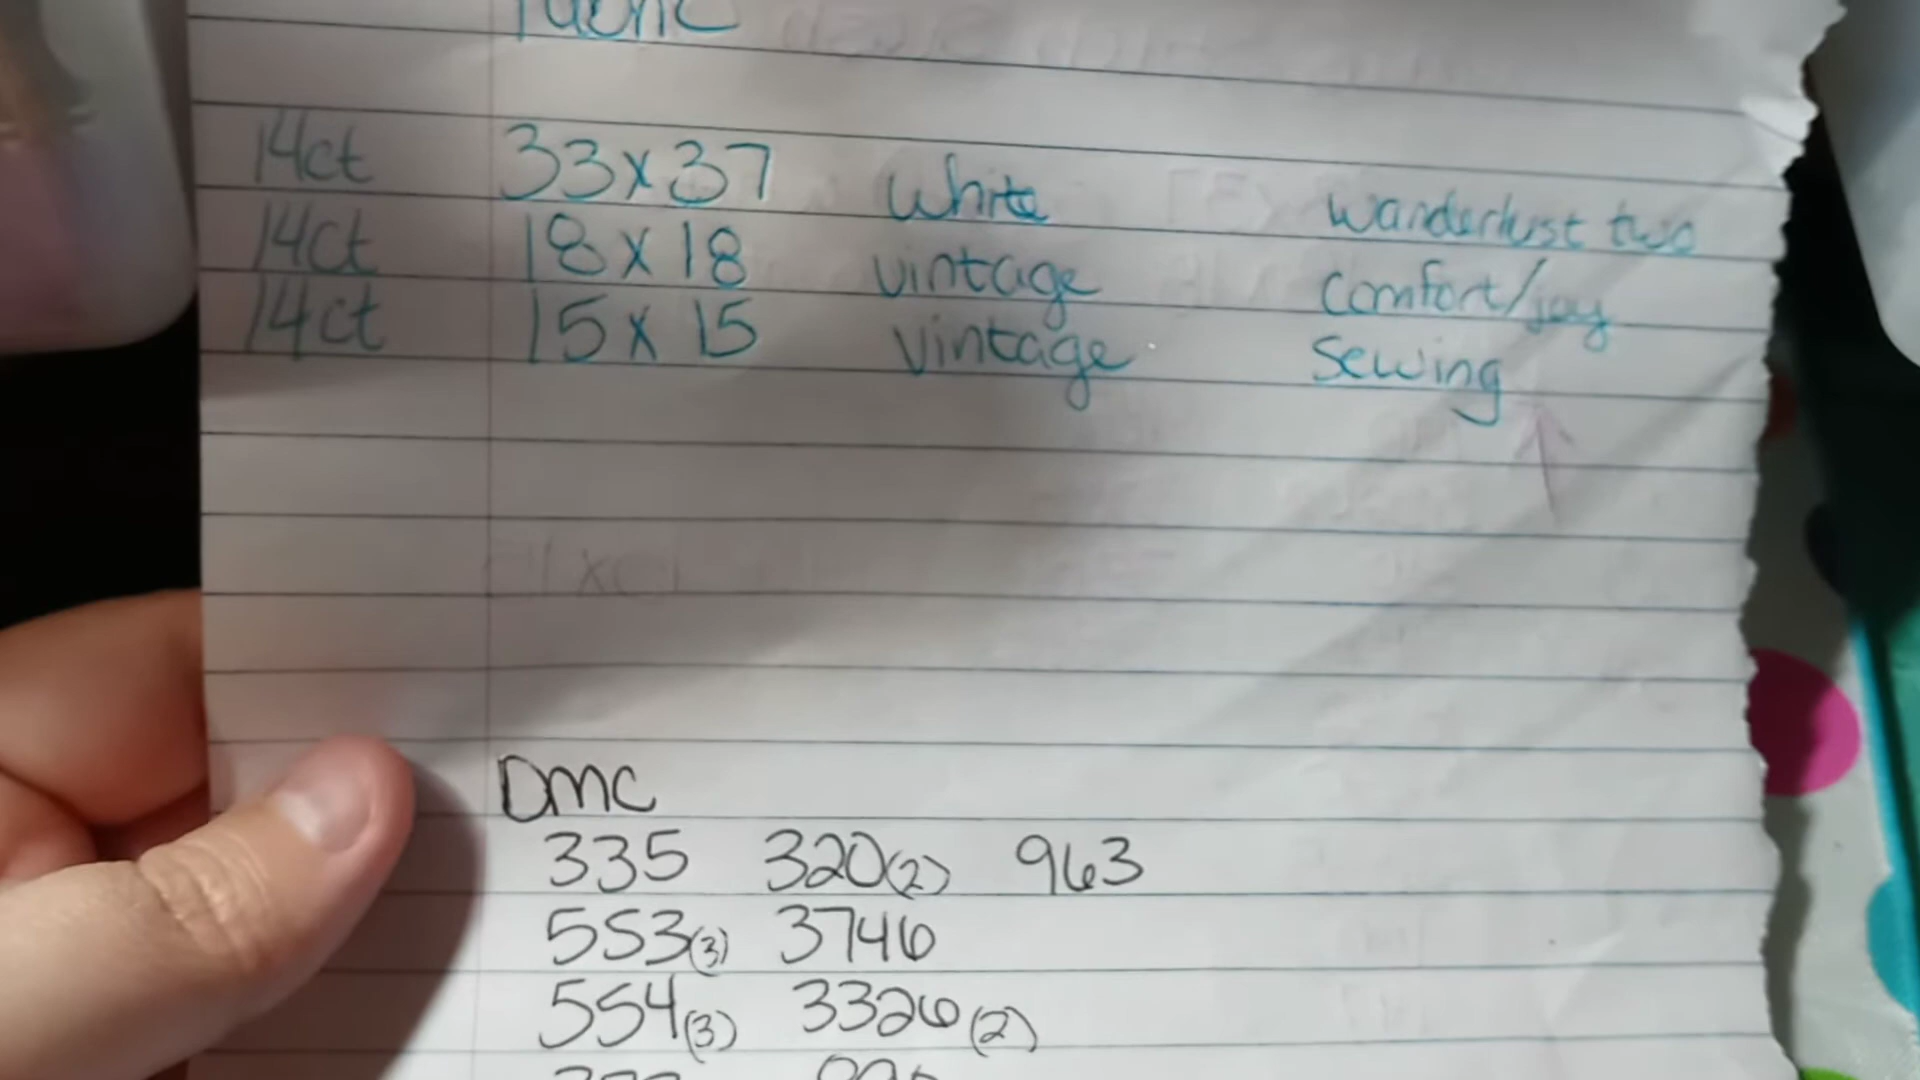 Fabric
14ct 33x37 White Wanderlust two
14ct 18x18 Vintage Comfort/joy
14ct 15x15 Vintage Sewing
DMC
335 320(2) 963
553(3) 3746
554(3) 3326(2)